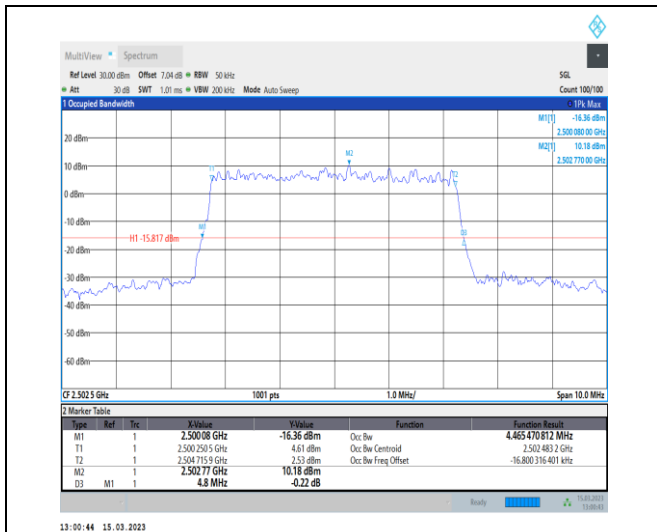 MultiView Spectrum
Ref Level 30.00 dBm Offset 7.04 dB RBW 50 kHz SGL
Att 30 dB SWT 1.01 ms VBW 200 kHz Mode Auto Sweep Count 100/100
1 Occupied Bandwidth 1Pk Max
M1[1] -16.36 dBm
2.500 080 00 GHz
M2[1] 10.18 dBm
2.502 770 00 GHz
20 dBm
M2
T1
T2
10 dBm
0 dBm
-10 dBm
M1
D3
H1 -15.817 dBm
-20 dBm
-30 dBm
-40 dBm
-50 dBm
-60 dBm
CF 2.502 5 GHz 1001 pts 1.0 MHz/ Span 10.0 MHz
2 Marker Table
Type Ref Trc X-Value Y-Value Function Function Result
M1 1 2.500 08 GHz -16.36 dBm Occ Bw 4.465 470 812 MHz
T1 1 2.500 250 5 GHz 4.61 dBm Occ Bw Centroid 2.502 483 2 GHz
T2 1 2.504 715 9 GHz 2.53 dBm Occ Bw Freq Offset -16.800 316 401 kHz
M2 1 2.502 77 GHz 10.18 dBm
D3 M1 1 4.8 MHz -0.22 dB
Ready 15.03.2023
13:00:43
13:00:44 15.03.2023